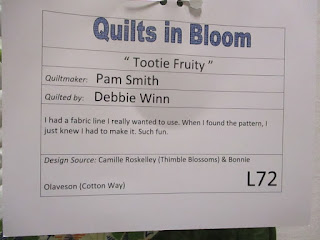 Quilts in Bloom
" Tootie Fruity "
Quiltmaker: Pam Smith
Quilted by: Debbie Winn
I had a fabric line I really wanted to use. When I found the pattern, I
just knew I had to make it. Such fun.
Design Source: Camille Roskelley (Thimble Blossoms) & Bonnie
Olaveson (Cotton Way)
L72